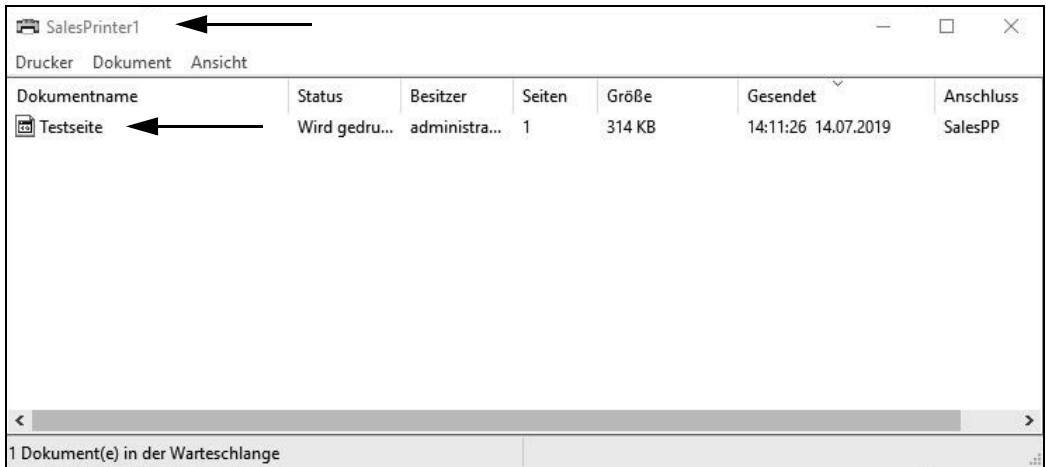 SalesPrinter1
Drucker Dokument Ansicht
Dokumentname Status Besitzer Seiten Größe Gesendet Anschluss
Testseite Wird gedru... administra... 1 314 KB 14:11:26 14.07.2019 SalesPP
1 Dokument(e) in der Warteschlange